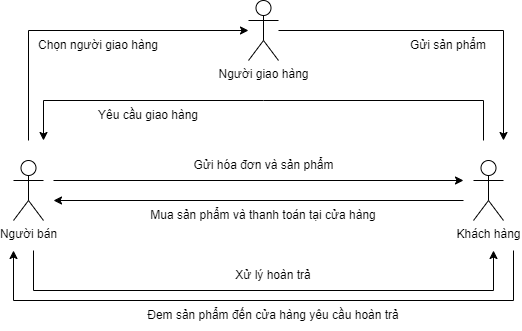 Chọn người giao hàng
Gửi sản phẩm
Người giao hàng
Yêu cầu giao hàng
Gửi hóa đơn và sản phẩm
Mua sản phẩm và thanh toán tại cửa hàng
Người bán
Khách hàng
Xử lý hoàn trả
Đem sản phẩm đến cửa hàng yêu cầu hoàn trả